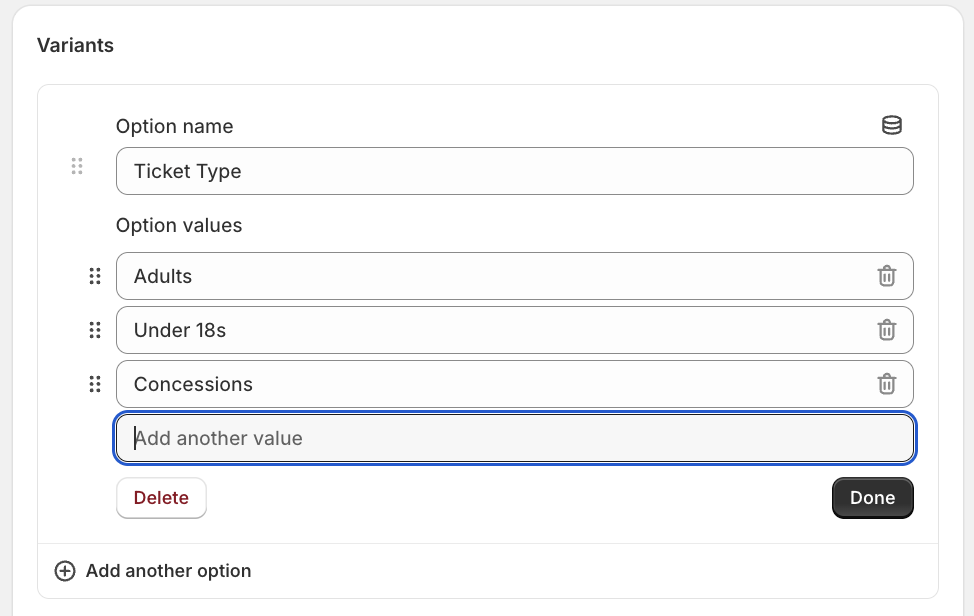 Variants
Option name
Ticket Type
Option values
Adults
Under 18s
Concessions
Add another value
Delete
Done
Add another option